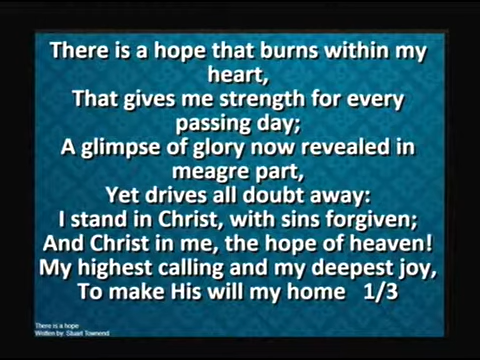 There is a hope that burns within my
heart,
That gives me strength for every
passing day;
A glimpse of glory now revealed in
meagre part,
Yet drives all doubt away:
I stand in Christ, with sins forgiven;
And Christ in me, the hope of heaven!
My highest calling and my deepest joy,
To make His will my home 1/3
There is a hope
Written by: Stuart Townend